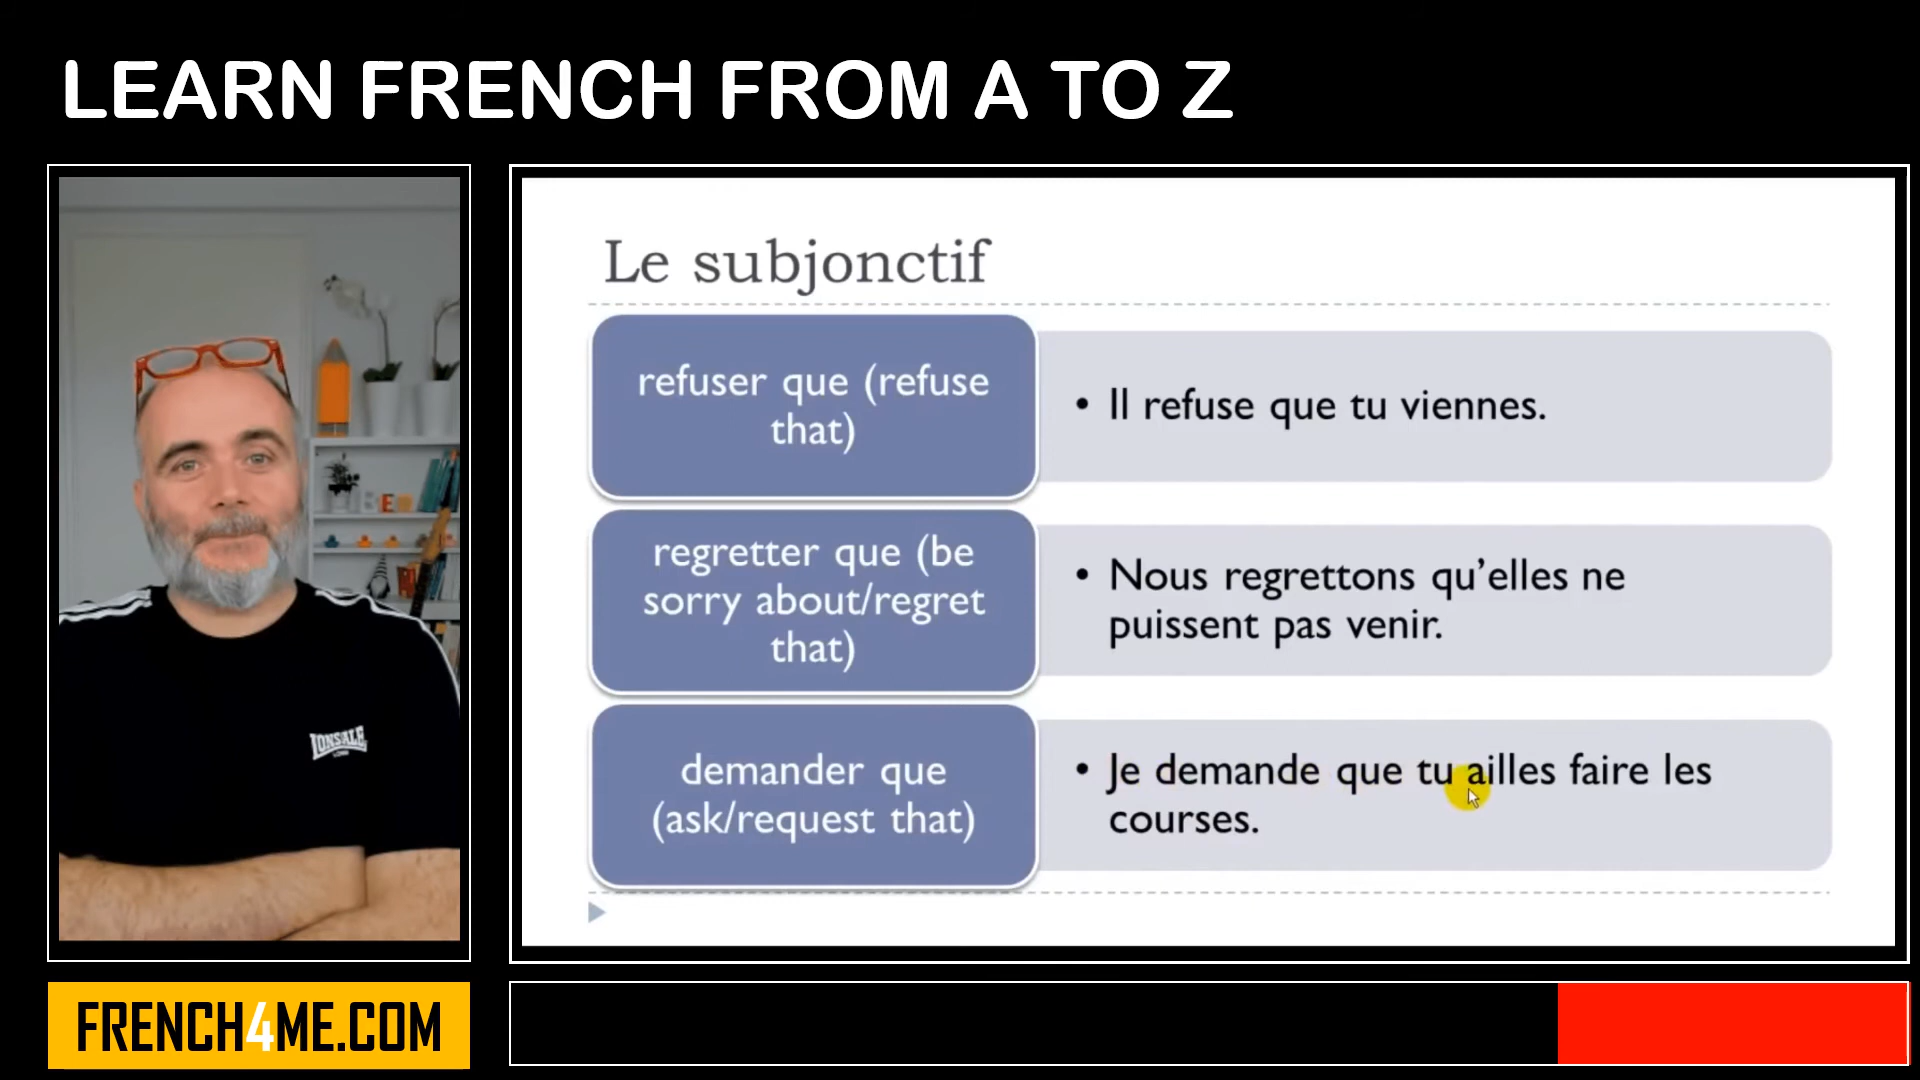 LEARN FRENCH FROM A TO Z
Le subjonctif
refuser que (refuse
that)
• Il refuse que tu viennes.
regretter que (be
sorry about/regret
that)
• Nous regrettons qu’elles ne
puissent pas venir.
demander que
(ask/request that)
• Je demande que tu ailles faire les
courses.
BE
LONSDALE
FRENCH4ME.COM